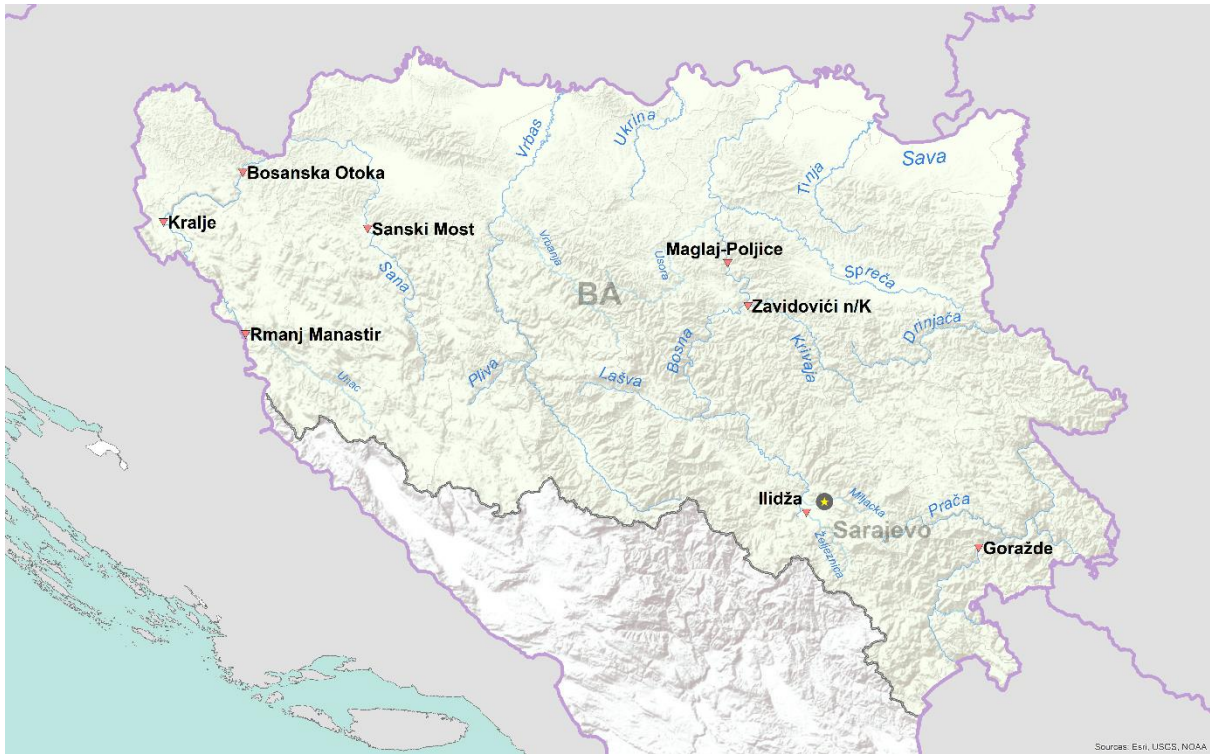 Vrbas
Ukrina
Tinja
Sava
Bosanska Otoka
Kralje
Sanski Most
Vrbanja
Usora
Maglaj-Poljice
Sana
Spreča
BA
Zavidovići n/K
Rmanj Manastir
Drinjača
Bosna
Krivaja
Unac
Pliva
Lašva
Ilidža
Miljacka
Prača
Sarajevo
Željeznica
Goražde
Sources: Esri, USGS, NOAA